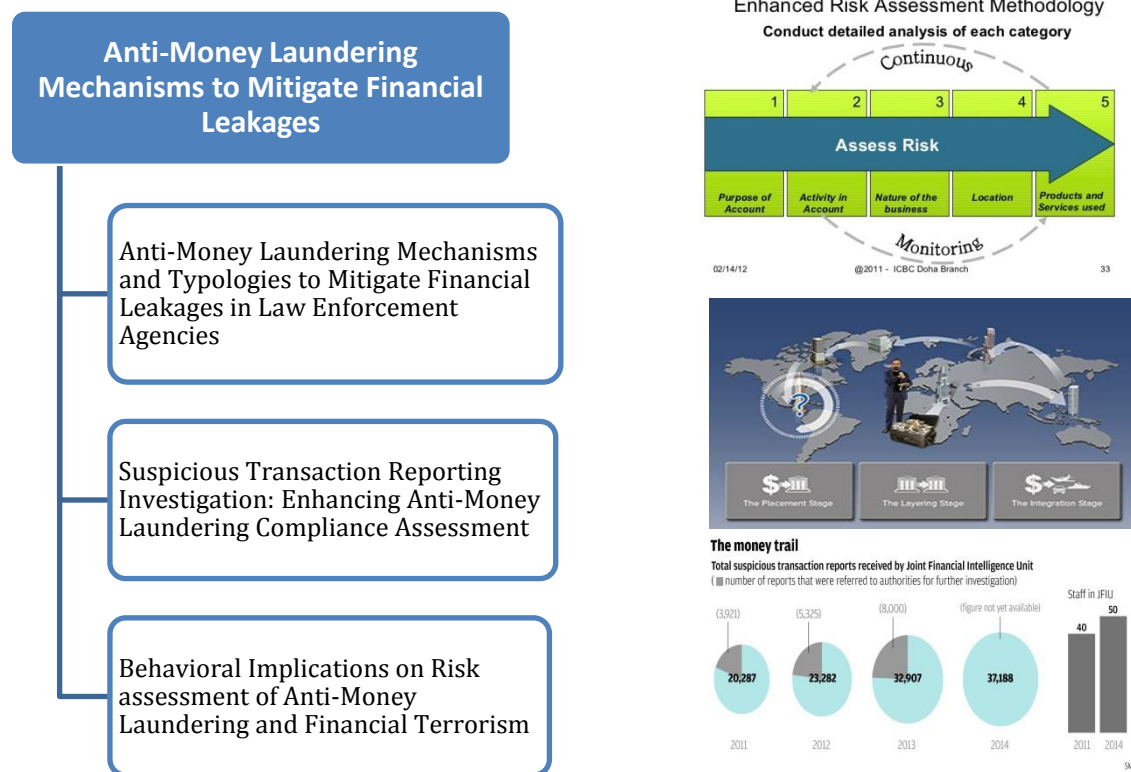 Anti-Money Laundering
Mechanisms to Mitigate Financial
Leakages
Anti-Money Laundering Mechanisms
and Typologies to Mitigate Financial
Leakages in Law Enforcement
Agencies
Suspicious Transaction Reporting
Investigation: Enhancing Anti-Money
Laundering Compliance Assessment
Behavioral Implications on Risk
assessment of Anti-Money
Laundering and Financial Terrorism
Enhanced Risk Assessment Methodology
Conduct detailed analysis of each category
Continuous
1 2 3 4 5
Assess Risk
Purpose of
Account
Activity in
Account
Nature of the
business
Location
Products and
Services used
Monitoring
02/14/12 @2011 - ICBC Doha Branch 33
?
$
The Placement Stage
The Layering Stage
$
The Integration Stage
The money trail
Total suspicious transaction reports received by Joint Financial Intelligence Unit
( number of reports that were referred to authorities for further investigation)
Staff in JFIU
(3,921) (5,325) (8,000) (figure not yet available)
40 50
20,287 23,282 32,907 37,188
2011 2012 2013 2014 2011 2014